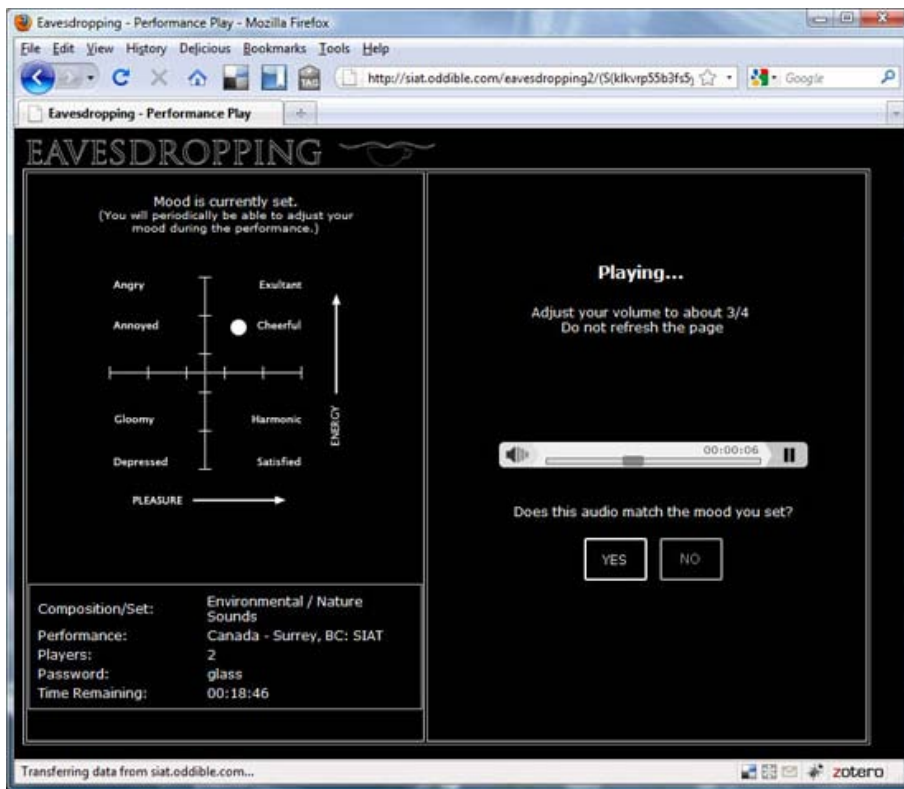 Eavesdropping - Performance Play - Mozilla Firefox
File Edit View History Delicious Bookmarks Tools Help
TAG
http://siat.oddible.com/eavesdropping2/(S(klkvrp55b3fs5j
Google
Eavesdropping - Performance Play
EAVESDROPPING
Mood is currently set.
(You will periodically be able to adjust your
mood during the performance.)
Angry Exultant
Annoyed Cheerful
Gloomy Harmonic
Depressed Satisfied
ENERGY
PLEASURE
Composition/Set: Environmental / Nature
Sounds
Performance: Canada - Surrey, BC: SIAT
Players: 2
Password: glass
Time Remaining: 00:18:46
Playing...
Adjust your volume to about 3/4
Do not refresh the page
00:00:06
Does this audio match the mood you set?
YES NO
Transferring data from siat.oddible.com...
zotero